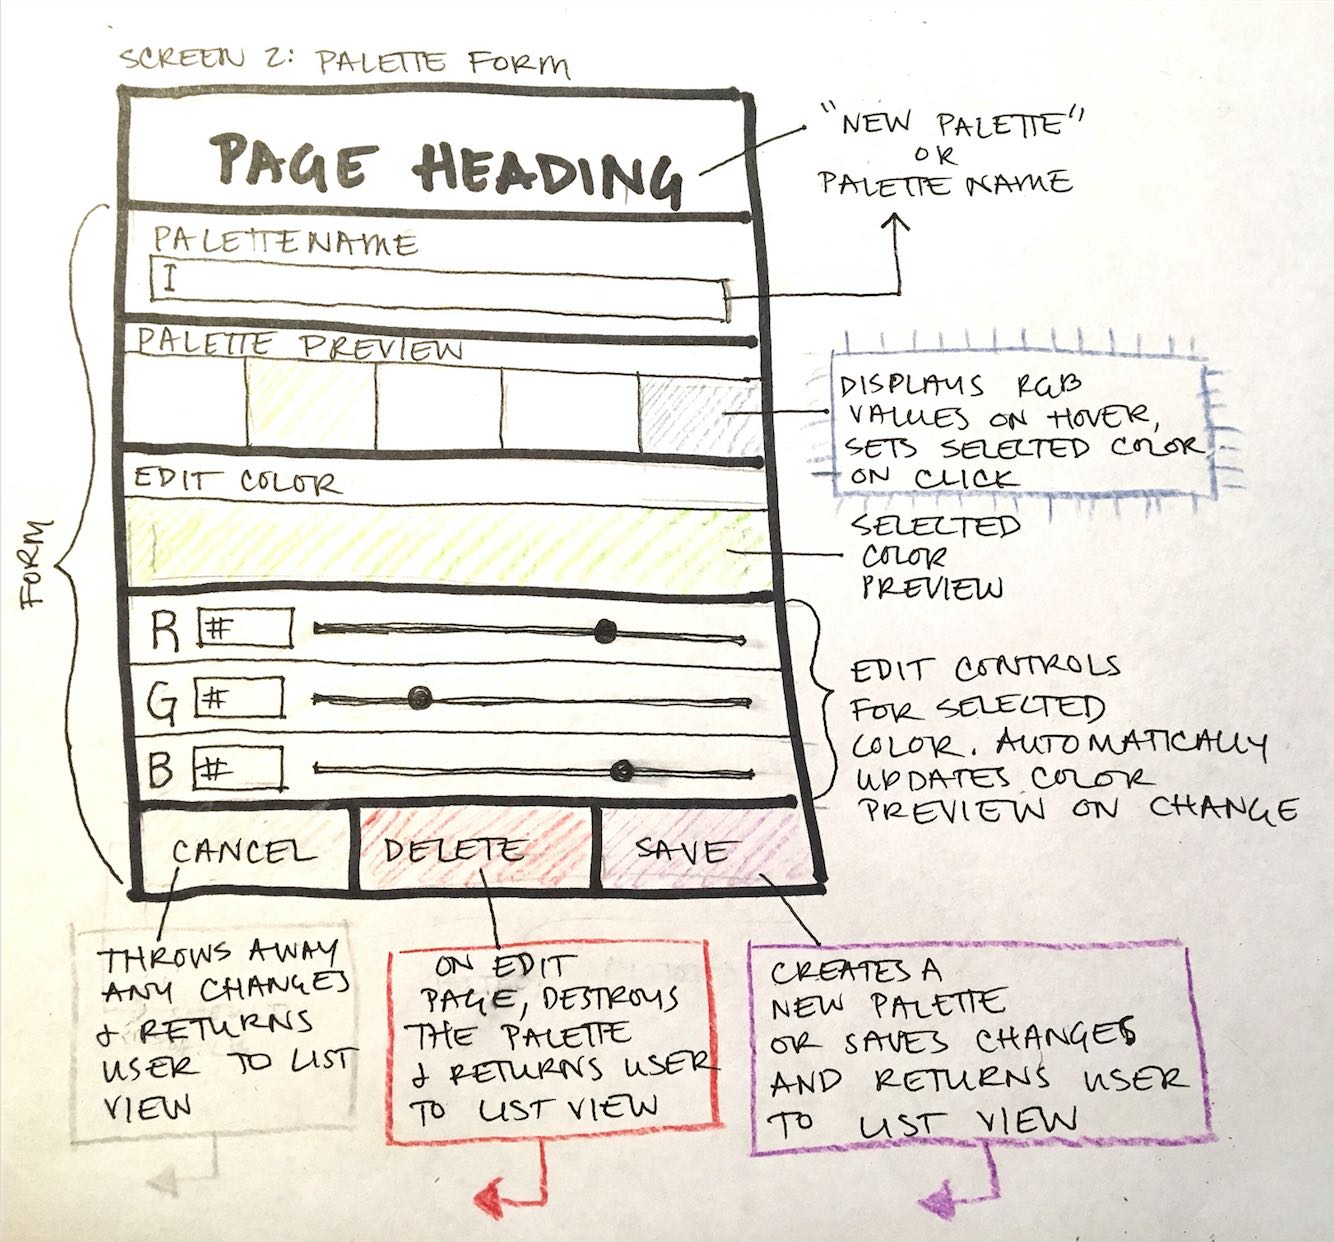 SCREEN 2: PALETTE FORM
PAGE HEADING
"NEW PALETTE"
OR
PALETTE NAME
PALETTE NAME
I
PALETTE PREVIEW
DISPLAYS RGB
VALUES ON HOVER,
SETS SELECTED COLOR
ON CLICK
EDIT COLOR
SELECTED
COLOR
PREVIEW
FORM
R #
G #
B #
EDIT CONTROLS
FOR SELECTED
COLOR. AUTOMATICALLY
UPDATES COLOR
PREVIEW ON CHANGE
CANCEL
DELETE
SAVE
THROWS AWAY
ANY CHANGES
& RETURNS
USER TO LIST
VIEW
ON EDIT
PAGE, DESTROYS
THE PALETTE
& RETURNS USER
TO LIST VIEW
CREATES A
NEW PALETTE
OR SAVES CHANGES
AND RETURNS USER
TO LIST VIEW